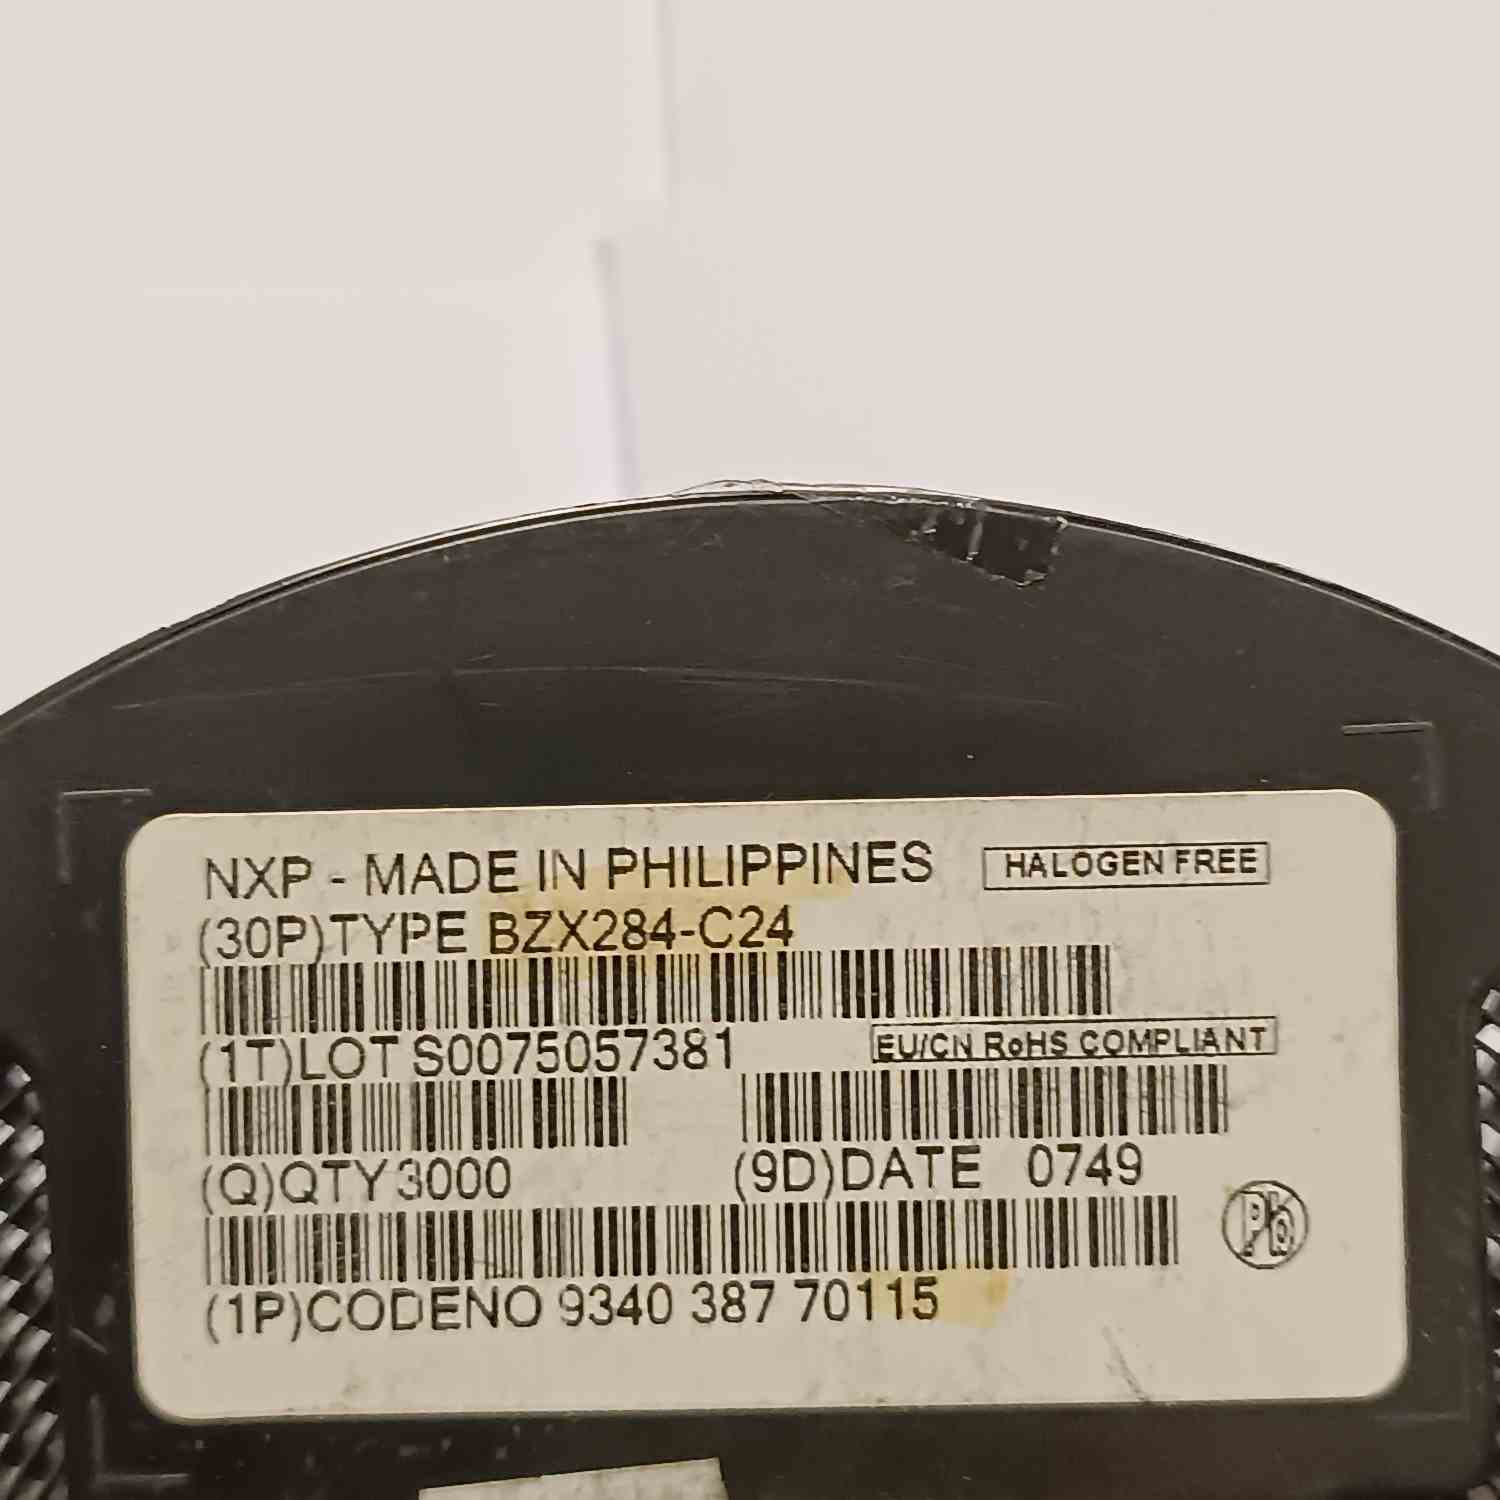 NXP - MADE IN PHILIPPINES HALOGEN FREE
(30P)TYPE BZX284-C24
(1T)LOT S0075057381 EU/CN RoHS COMPLIANT
(Q)QTY 3000 (9D)DATE 0749
Pb
(1P)CODENO 9340 387 70115